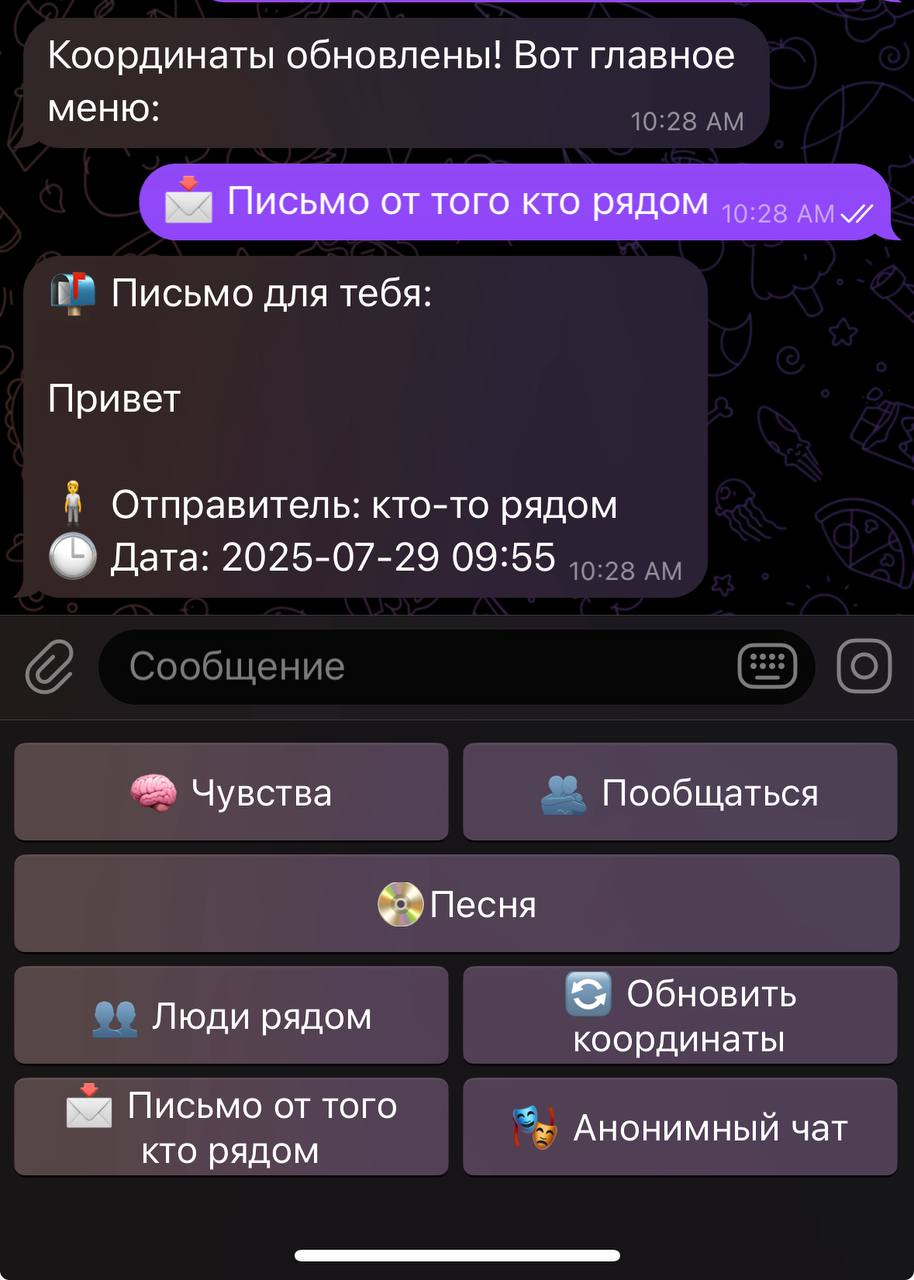 Координаты обновлены! Вот главное
меню:
10:28 AM
📩 Письмо от того кто рядом 10:28 AM
📬 Письмо для тебя:
Привет
🧍 Отправитель: кто-то рядом
🕒 Дата: 2025-07-29 09:55 10:28 AM
Сообщение
🧠 Чувства
🫂 Пообщаться
📀Песня
👥 Люди рядом
🔄 Обновить
координаты
📩 Письмо от того
кто рядом
🎭 Анонимный чат